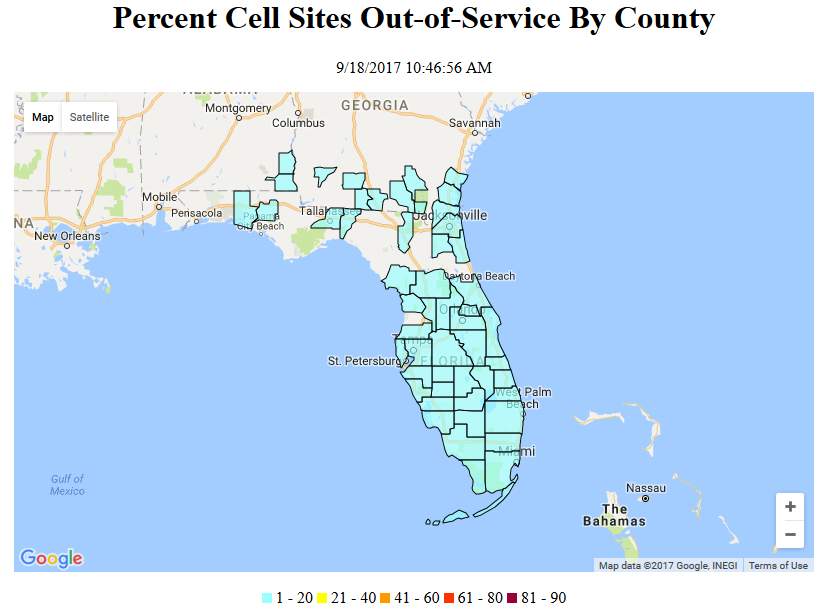 Percent Cell Sites Out-of-Service By County
9/18/2017 10:46:56 AM
ALABAMA
Map Satellite
Montgomery
GEORGIA
Columbus
Savannah
Mobile
Pensacola
Panama
City Beach
Tallahassee
Jacksonville
NA
New Orleans
Daytona Beach
Orlando
Tampa
St. Petersburg
FLORIDA
West Palm
Beach
Miami
Gulf of
Mexico
Nassau
The
Bahamas
+
−
Google
Map data ©2017 Google, INEGI Terms of Use
1 - 20 21 - 40 41 - 60 61 - 80 81 - 90